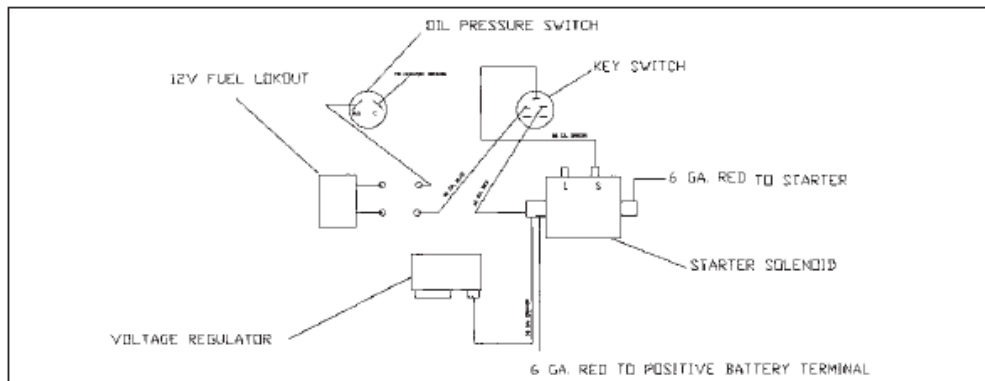 OIL PRESSURE SWITCH
KEY SWITCH
12V FUEL LOKOUT
C
L S
6 GA. RED TO STARTER
STARTER SOLENOID
VOLTAGE REGULATOR
6 GA. RED TO POSITIVE BATTERY TERMINAL